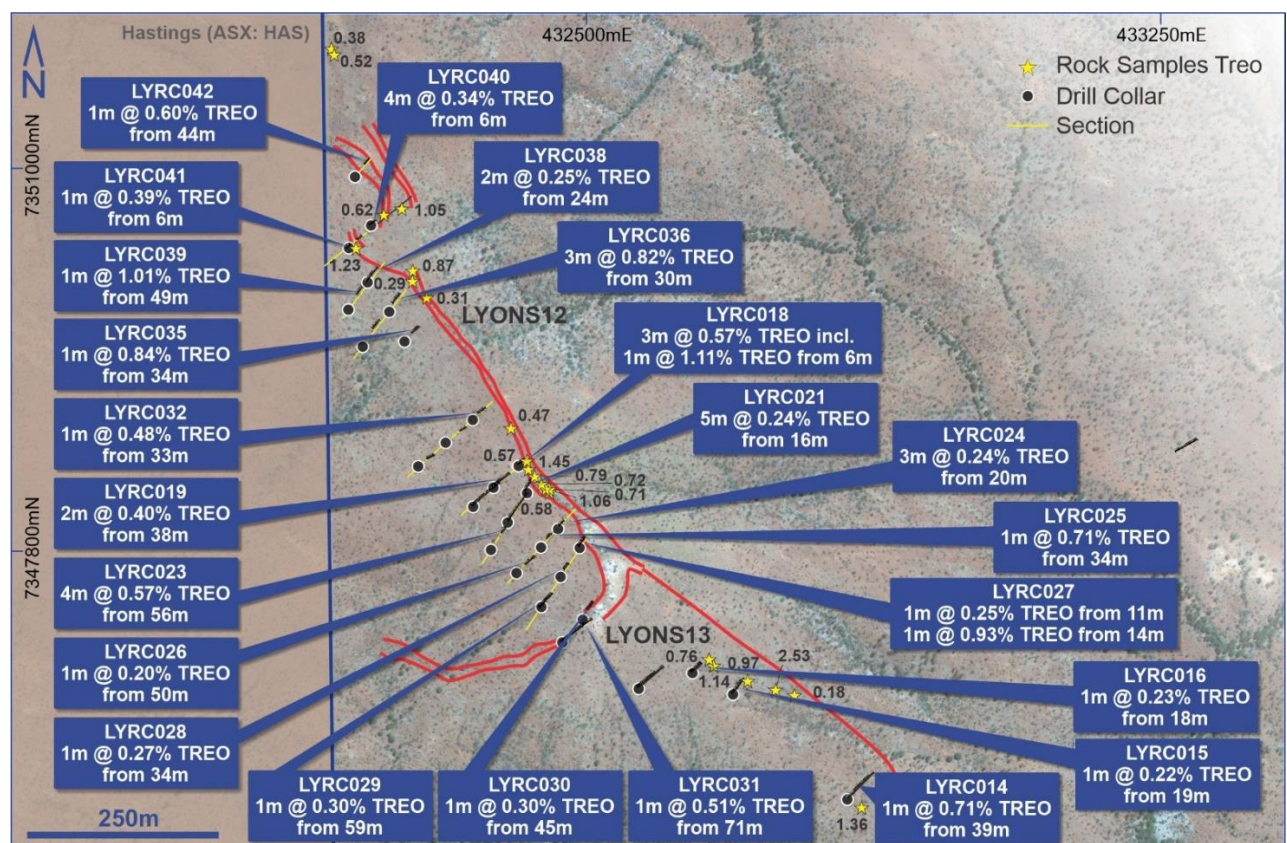 Hastings (ASX: HAS)
432500mE
433250mE
N
7351000mN
7347800mN
Rock Samples Treo
Drill Collar
Section
0.38
0.52
LYRC042
1m @ 0.60% TREO
from 44m
LYRC040
4m @ 0.34% TREO
from 6m
LYRC041
1m @ 0.39% TREO
from 6m
LYRC038
2m @ 0.25% TREO
from 24m
0.62
1.05
LYRC039
1m @ 1.01% TREO
from 49m
LYRC036
3m @ 0.82% TREO
from 30m
1.23
0.87
0.29
0.31
LYONS12
LYRC035
1m @ 0.84% TREO
from 34m
LYRC018
3m @ 0.57% TREO incl.
1m @ 1.11% TREO from 6m
LYRC032
1m @ 0.48% TREO
from 33m
LYRC021
5m @ 0.24% TREO
from 16m
0.47
0.57
1.45
0.79
0.72
0.71
1.06
0.58
LYRC024
3m @ 0.24% TREO
from 20m
LYRC019
2m @ 0.40% TREO
from 38m
LYRC025
1m @ 0.71% TREO
from 34m
LYRC023
4m @ 0.57% TREO
from 56m
LYRC027
1m @ 0.25% TREO from 11m
1m @ 0.93% TREO from 14m
LYRC026
1m @ 0.20% TREO
from 50m
LYONS13
0.76
0.97
2.53
1.14
0.18
LYRC016
1m @ 0.23% TREO
from 18m
LYRC028
1m @ 0.27% TREO
from 34m
LYRC015
1m @ 0.22% TREO
from 19m
LYRC029
1m @ 0.30% TREO
from 59m
LYRC030
1m @ 0.30% TREO
from 45m
LYRC031
1m @ 0.51% TREO
from 71m
LYRC014
1m @ 0.71% TREO
from 39m
1.36
250m